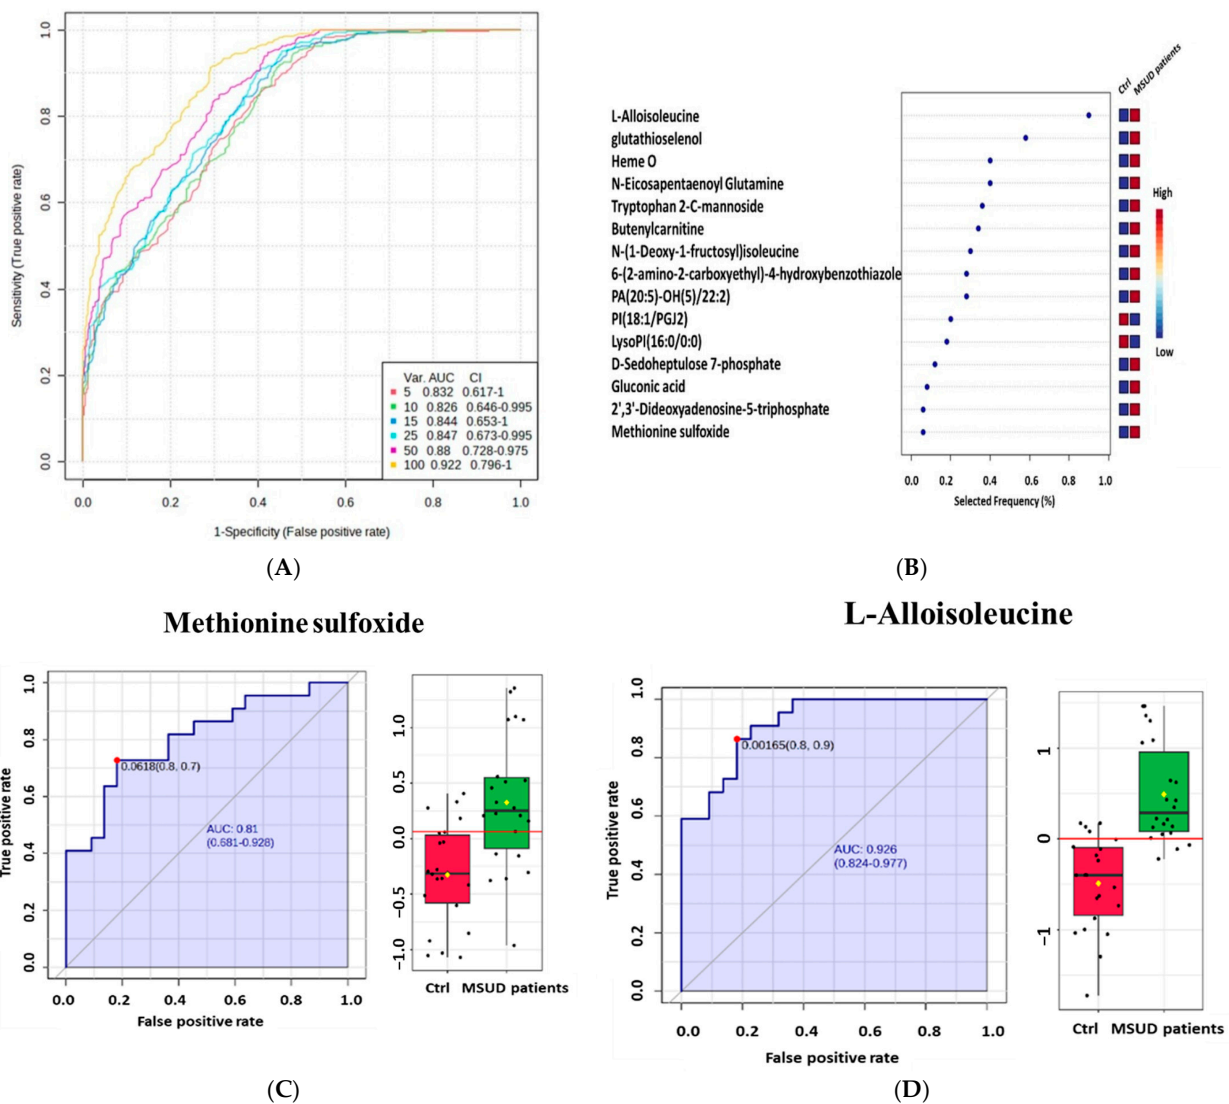 1.0
0.8
0.6
0.4
0.2
0.0
Sensitivity (True positive rate)
Var. AUC CI
5 0.832 0.617-1
10 0.826 0.646-0.995
15 0.844 0.653-1
25 0.847 0.673-0.995
50 0.88 0.728-0.975
100 0.922 0.796-1
0.0 0.2 0.4 0.6 0.8 1.0
1-Specificity (False positive rate)
(A)
Ctrl
MSUD patients
L-Alloisoleucine
glutathioselenol
Heme O
N-Eicosapentaenoyl Glutamine
Tryptophan 2-C-mannoside
Butenylcarnitine
N-(1-Deoxy-1-fructosyl)isoleucine
6-(2-amino-2-carboxyethyl)-4-hydroxybenzothiazole
PA(20:5)-OH(5)/22:2)
PI(18:1/PGJ2)
LysoPI(16:0/0:0)
D-Sedoheptulose 7-phosphate
Gluconic acid
2',3'-Dideoxyadenosine-5-triphosphate
Methionine sulfoxide
High
Low
0.0 0.2 0.4 0.6 0.8 1.0
Selected Frequency (%)
(B)
Methionine sulfoxide
1.0
0.8
0.6
0.4
0.2
0.0
True positive rate
0.0618(0.8, 0.7)
AUC: 0.81
(0.681-0.928)
0.0 0.2 0.4 0.6 0.8 1.0
False positive rate
1.0
0.5
0.0
−0.5
−1.0
Ctrl MSUD patients
(C)
L-Alloisoleucine
1.0
0.8
0.6
0.4
0.2
0.0
True positive rate
0.00165(0.8, 0.9)
AUC: 0.926
(0.824-0.977)
0.0 0.2 0.4 0.6 0.8 1.0
False positive rate
1
0
−1
Ctrl MSUD patients
(D)